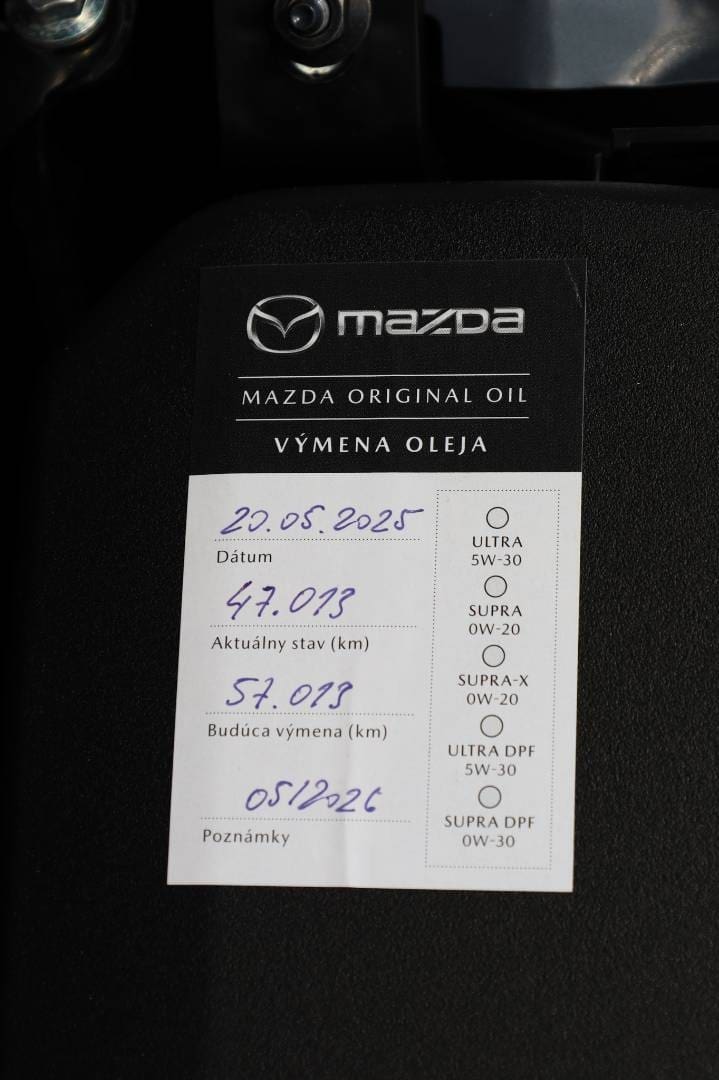 mazda
MAZDA ORIGINAL OIL
VÝMENA OLEJA
20.05.2025
Dátum
47.013
Aktuálny stav (km)
57.013
Budúca výmena (km)
05/2026
Poznámky
ULTRA
5W-30
SUPRA
0W-20
SUPRA-X
0W-20
ULTRA DPF
5W-30
SUPRA DPF
0W-30